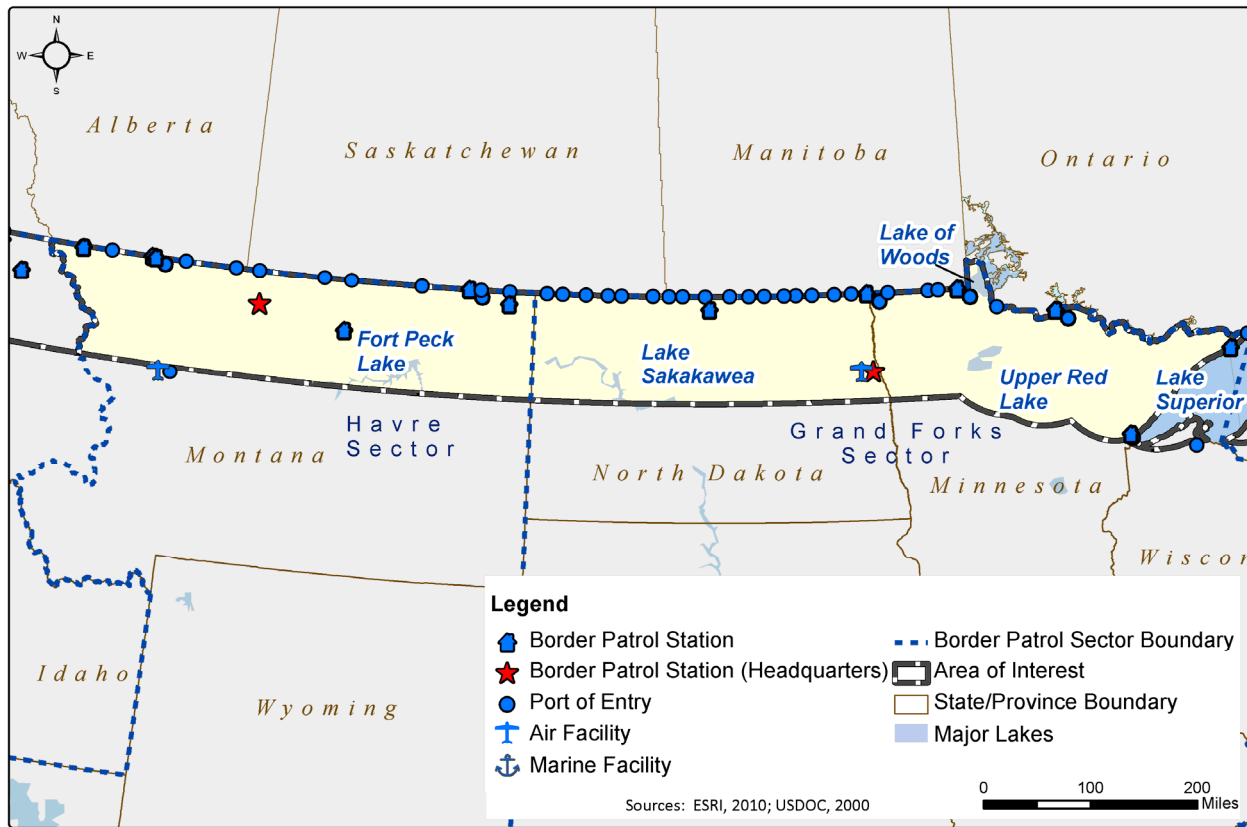 N
W
E
S
Alberta
Saskatchewan
Manitoba
Ontario
Lake of
Woods
Fort Peck
Lake
Lake
Sakakawea
Upper Red
Lake
Lake
Superior
Havre
Sector
Grand Forks
Sector
Montana
North Dakota
Minnesota
Wiscon
Idaho
Wyoming
Legend
Border Patrol Station
Border Patrol Station (Headquarters)
Port of Entry
Air Facility
Marine Facility
Border Patrol Sector Boundary
Area of Interest
State/Province Boundary
Major Lakes
Sources: ESRI, 2010; USDOC, 2000
0 100 200
Miles